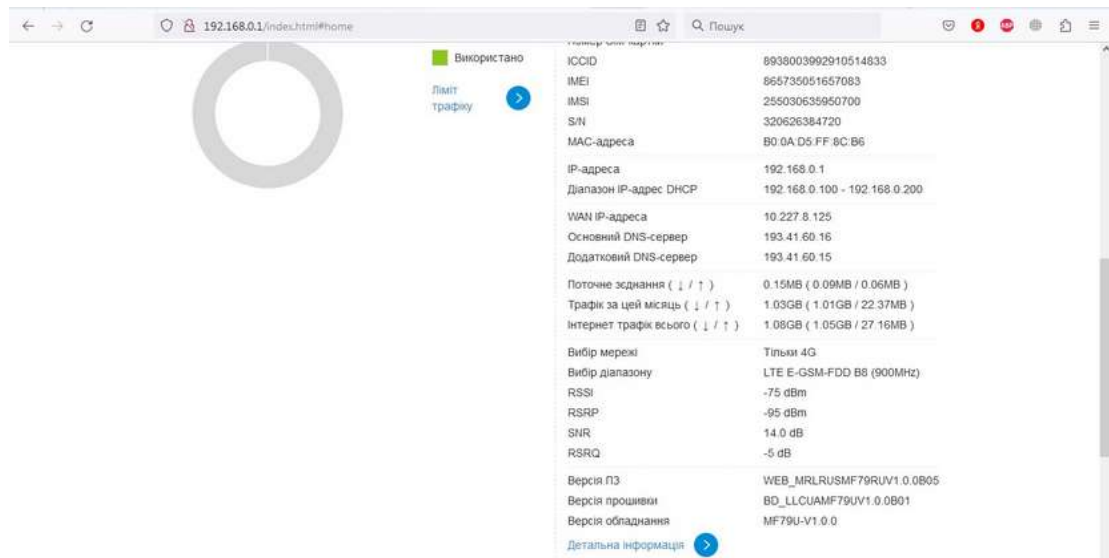 192.168.0.1/index.html#home
Пошук
ABP
Використано
Ліміт
трафіку
ICCID 8938003992910514833
IMEI 865735051657083
IMSI 255030635950700
S/N 320626384720
MAC-адреса B0:0A:D5:FF:8C:B6
IP-адреса 192.168.0.1
Діапазон IP-адрес DHCP 192.168.0.100 - 192.168.0.200
WAN IP-адреса 10.227.8.125
Основний DNS-сервер 193.41.60.16
Додатковий DNS-сервер 193.41.60.15
Поточне зєднання ( ↓ / ↑ ) 0.15MB ( 0.09MB / 0.06MB )
Трафік за цей місяць ( ↓ / ↑ ) 1.03GB ( 1.01GB / 22.37MB )
Інтернет трафік всього ( ↓ / ↑ ) 1.08GB ( 1.05GB / 27.16MB )
Вибір мережі Тільки 4G
Вибір діапазону LTE E-GSM-FDD B8 (900MHz)
RSSI -75 dBm
RSRP -95 dBm
SNR 14.0 dB
RSRQ -5 dB
Версія ПЗ WEB_MRLRUSMF79RUV1.0.0B05
Версія прошивки BD_LLCUAMF79UV1.0.0B01
Версія обладнання MF79U-V1.0.0
Детальна інформація